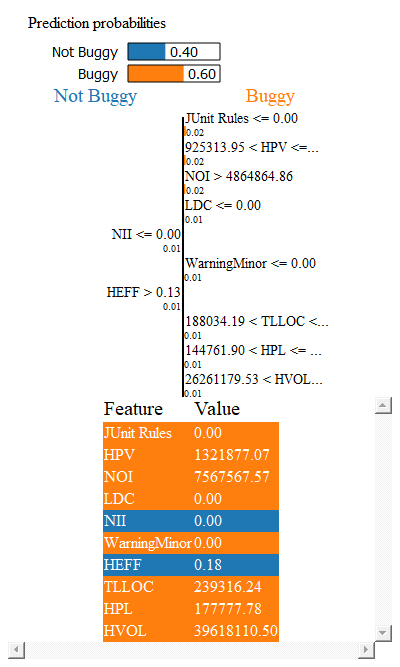 Prediction probabilities
Not Buggy 0.40
Buggy 0.60
Not Buggy Buggy
JUnit Rules <= 0.00
0.02
925313.95 < HPV <=...
0.02
NOI > 4864864.86
0.02
LDC <= 0.00
0.01
NII <= 0.00
0.01
WarningMinor <= 0.00
0.01
HEFF > 0.13
0.01
188034.19 < TLLOC <...
0.01
144761.90 < HPL <= ...
0.01
26261179.53 < HVOL...
0.01
Feature Value
JUnit Rules 0.00
HPV 1321877.07
NOI 7567567.57
LDC 0.00
NII 0.00
WarningMinor 0.00
HEFF 0.18
TLLOC 239316.24
HPL 177777.78
HVOL 39618110.50